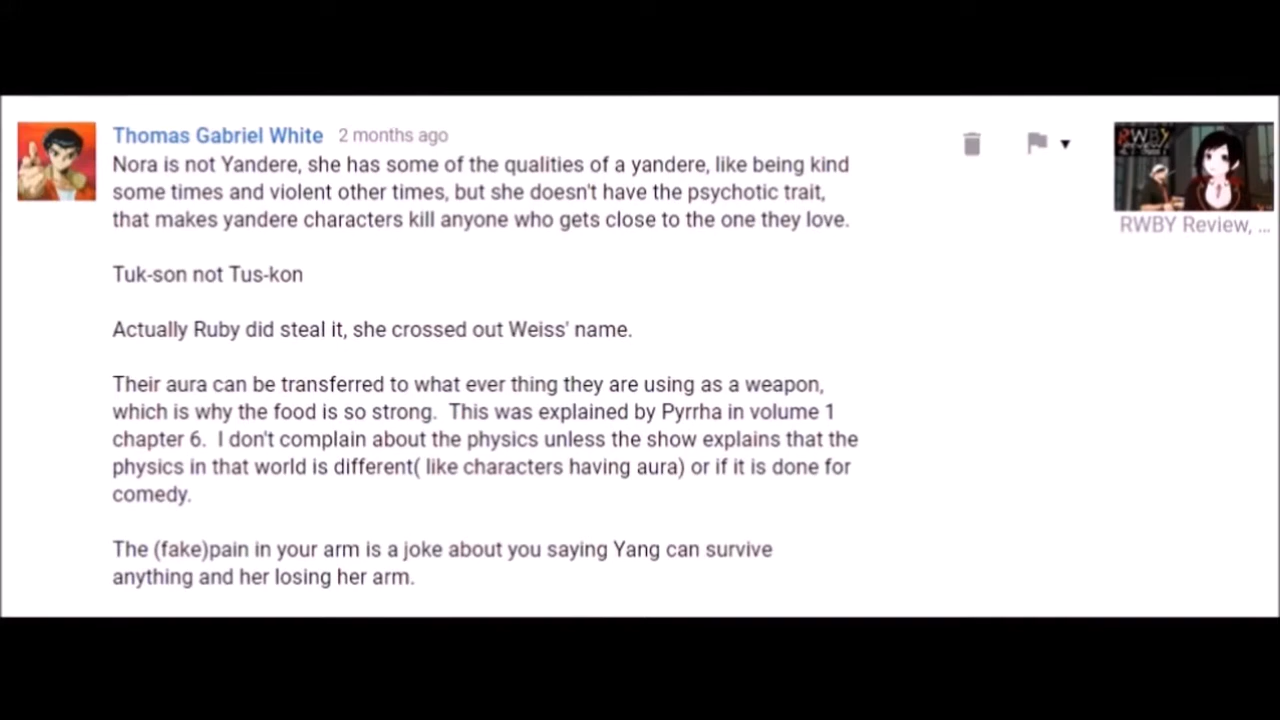 Thomas Gabriel White 2 months ago
Nora is not Yandere, she has some of the qualities of a yandere, like being kind
some times and violent other times, but she doesn't have the psychotic trait,
that makes yandere characters kill anyone who gets close to the one they love.
Tuk-son not Tus-kon
Actually Ruby did steal it, she crossed out Weiss' name.
Their aura can be transferred to what ever thing they are using as a weapon,
which is why the food is so strong.  This was explained by Pyrrha in volume 1
chapter 6.  I don't complain about the physics unless the show explains that the
physics in that world is different( like characters having aura) or if it is done for
comedy.
The (fake)pain in your arm is a joke about you saying Yang can survive
anything and her losing her arm.
RWBY
RWBY Review, ...